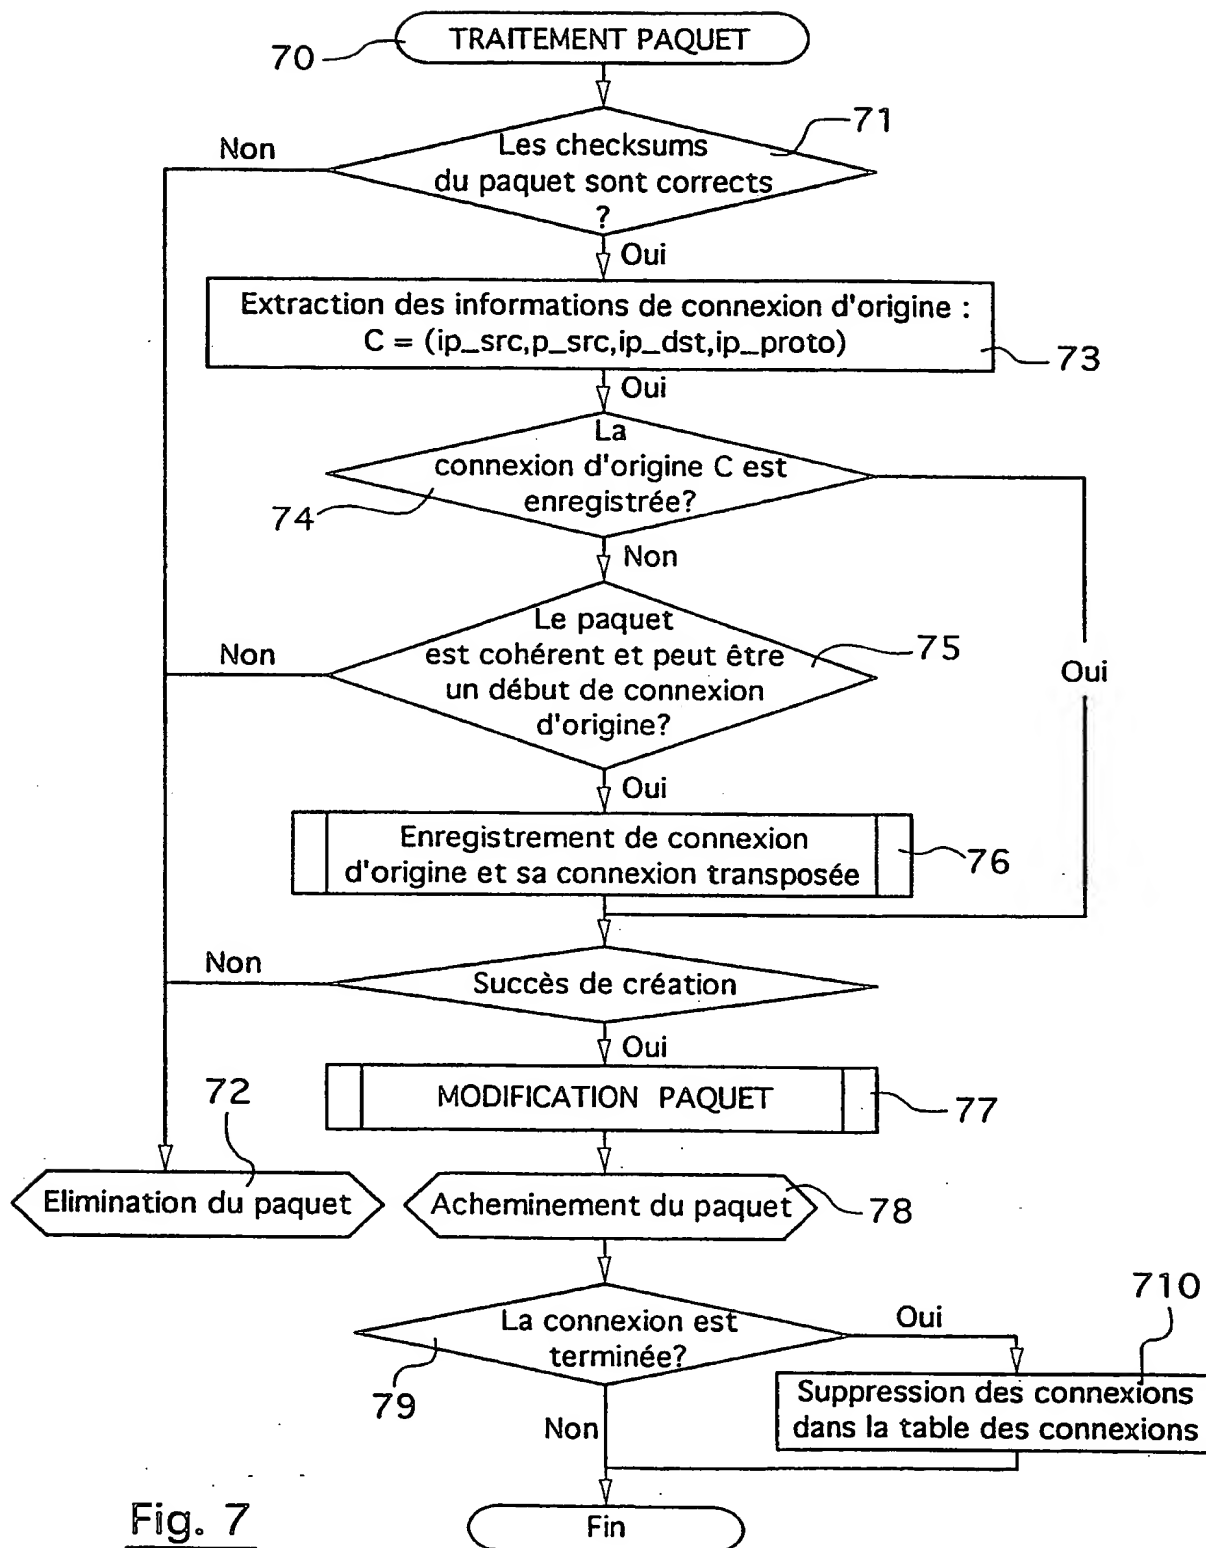 TRAITEMENT PAQUET
70
71
Non
Les checksums
du paquet sont corrects
?
Oui
Extraction des informations de connexion d'origine :
C = (ip_src,p_src,ip_dst,ip_proto)
73
Oui
La
connexion d'origine C est
enregistrée?
74
Non
Oui
Le paquet
est cohérent et peut être
un début de connexion
d'origine?
75
Non
Oui
Enregistrement de connexion
d'origine et sa connexion transposée
76
Non
Succès de création
Oui
MODIFICATION PAQUET
77
72
Elimination du paquet
Acheminement du paquet
78
La connexion est
terminée?
79
Oui
710
Suppression des connexions
dans la table des connexions
Non
Fin
Fig. 7